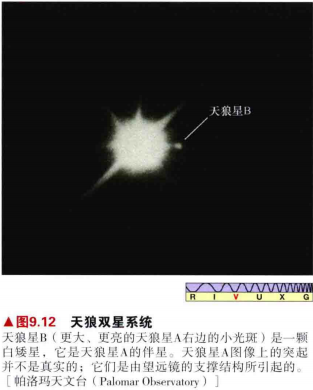 天狼星B
R I V U X G
▲图9.12 天狼双星系统
天狼星B（更大、更亮的天狼星A右边的小光斑）是一颗
白矮星，它是天狼星A的伴星。天狼星A图像上的突起
并不是真实的；它们是由望远镜的支撑结构所引起的。
［帕洛玛天文台（Palomar Observatory）］